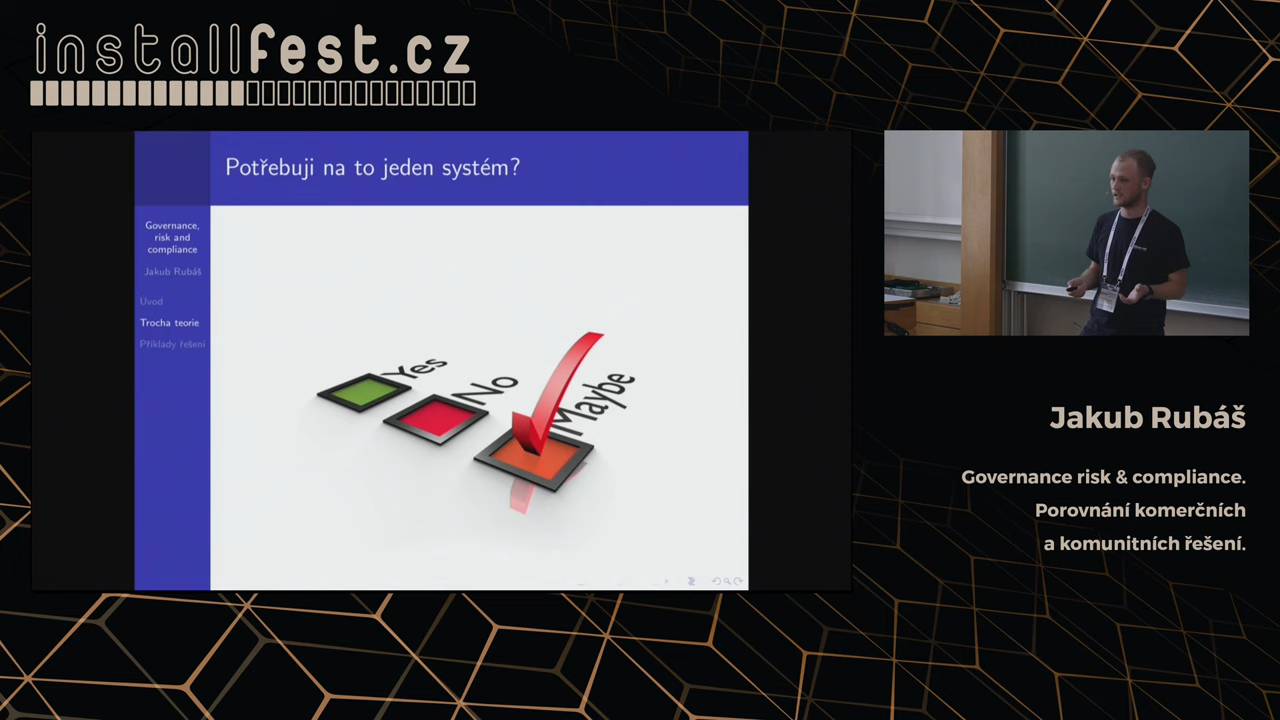 installfest.cz
Potřebuji na to jeden systém?
Governance,
risk and
compliance
Jakub Rubáš
Úvod
Trocha teorie
Příklady řešení
Yes
No
Maybe
Jakub Rubáš
Governance risk & compliance.
Porovnání komerčních
a komunitních řešení.